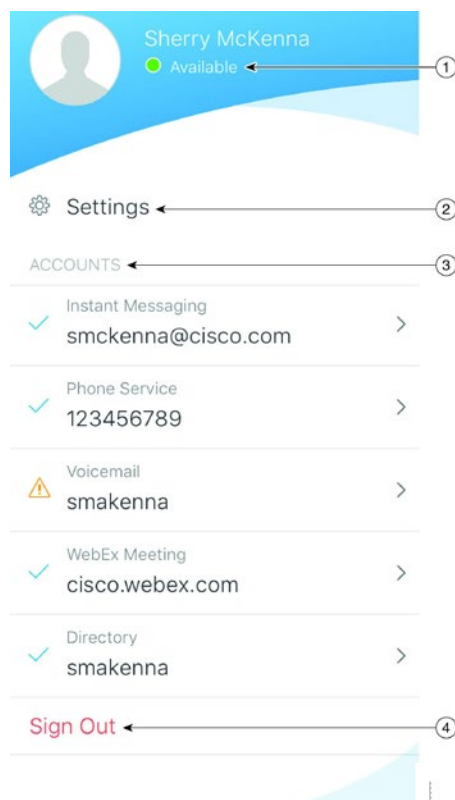 Sherry McKenna
Available
1
Settings
2
ACCOUNTS
3
Instant Messaging
smckenna@cisco.com
Phone Service
123456789
Voicemail
smakenna
WebEx Meeting
cisco.webex.com
Directory
smakenna
Sign Out
4